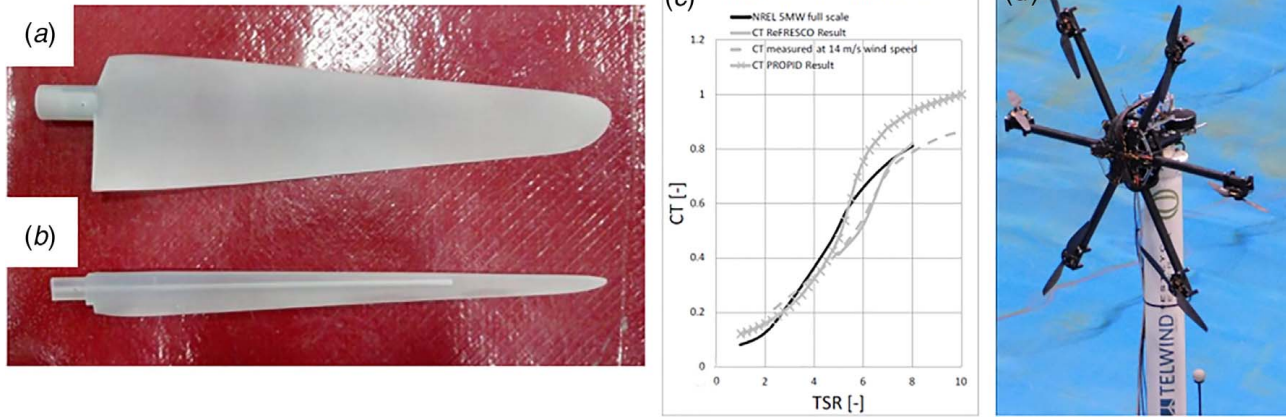 (a)
(b)
(c)
NREL 5MW full scale
CT ReFRESCO Result
CT measured at 14 m/s wind speed
CT PROPID Result
1.2
1
0.8
0.6
0.4
0.2
0
0
2
4
6
8
10
CT [-]
TSR [-]
(d)
TELWIND